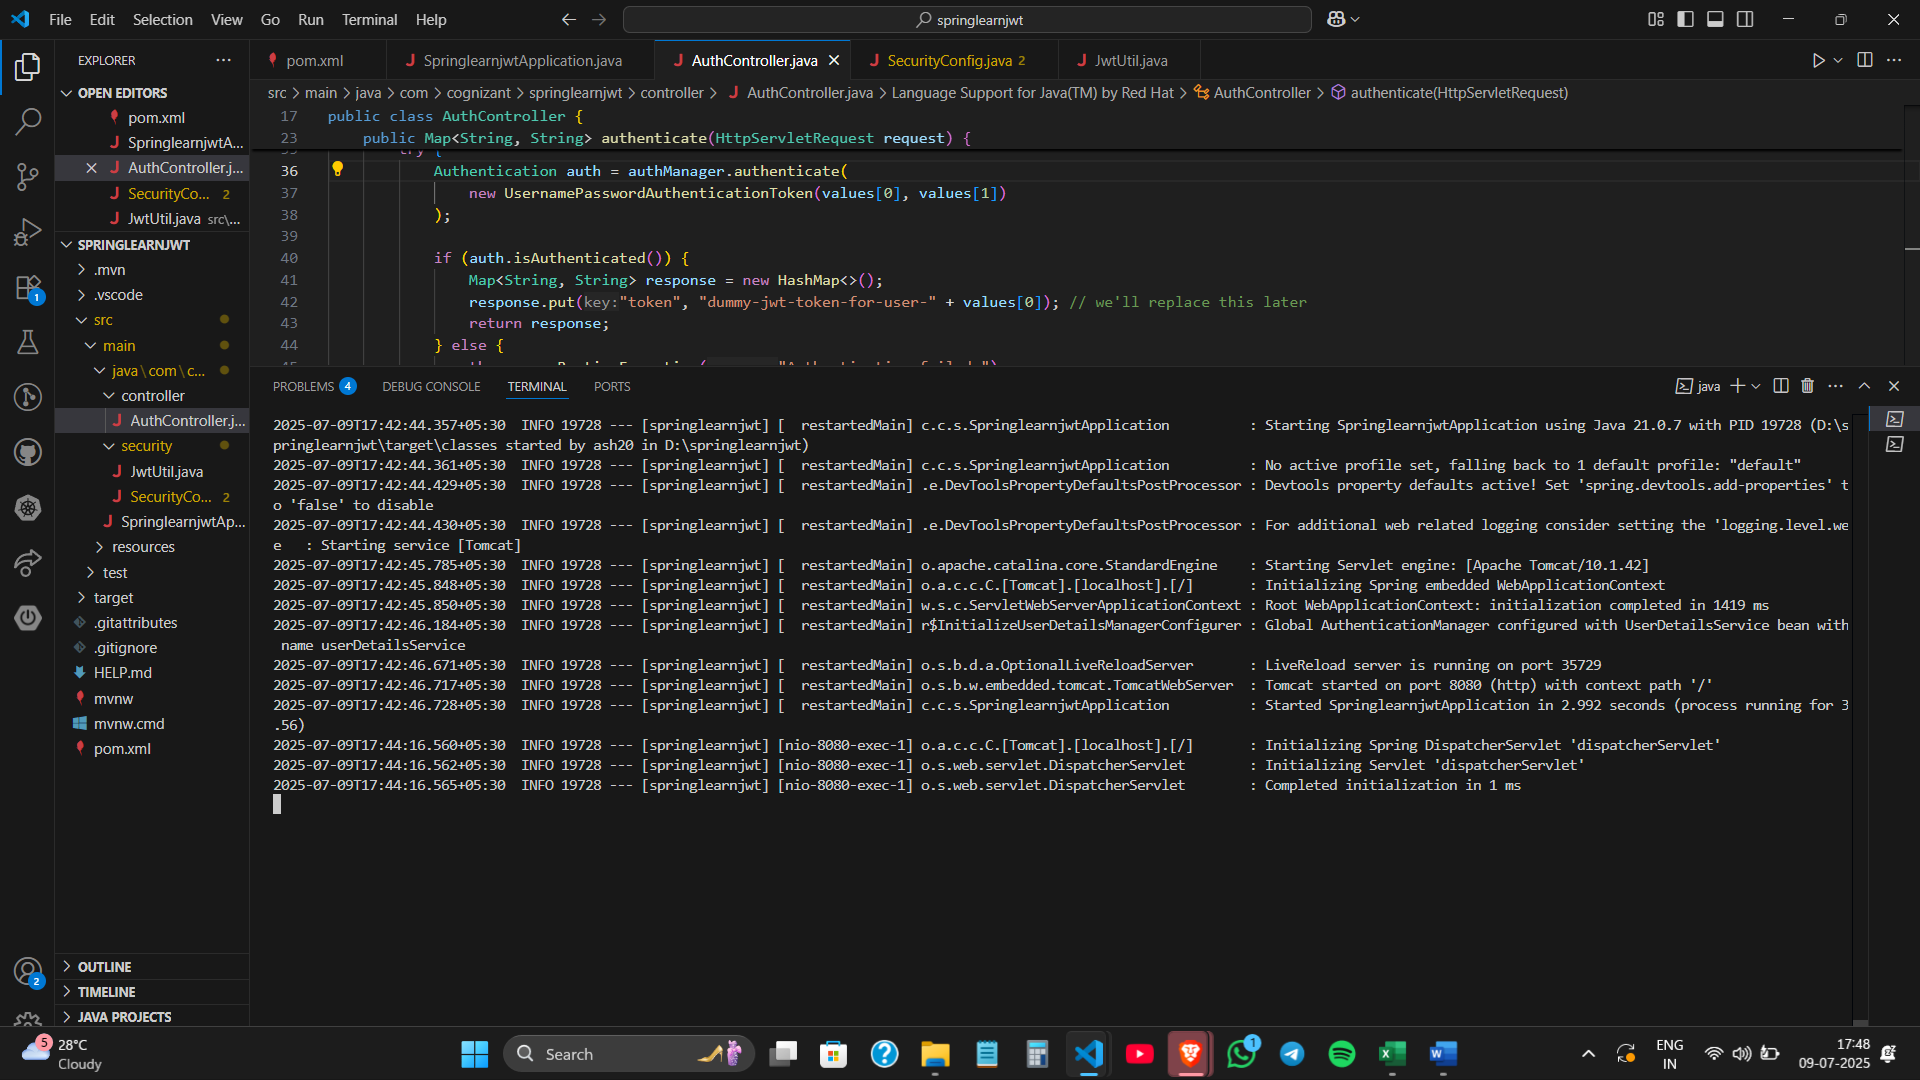 File Edit Selection View Go Run Terminal Help
springlearnjwt
EXPLORER
pom.xml
SpringlearnjwtApplication.java
AuthController.java
SecurityConfig.java 2
JwtUtil.java
src > main > java > com > cognizant > springlearnjwt > controller > AuthController.java > Language Support for Java(TM) by Red Hat > AuthController > authenticate(HttpServletRequest)
OPEN EDITORS
pom.xml
SpringlearnjwtA...
AuthController.j...
SecurityCo... 2
JwtUtil.java src\...
SPRINGLEARNJWT
.mvn
.vscode
src
main
java\com\c...
controller
AuthController.j...
security
JwtUtil.java
SecurityCo... 2
SpringlearnjwtAp...
resources
test
target
.gitattributes
.gitignore
HELP.md
mvnw
mvnw.cmd
pom.xml
OUTLINE
TIMELINE
JAVA PROJECTS
1
2
17 public class AuthController {
23 public Map<String, String> authenticate(HttpServletRequest request) {
36 Authentication auth = authManager.authenticate(
37 new UsernamePasswordAuthenticationToken(values[0], values[1])
38 );
39
40 if (auth.isAuthenticated()) {
41 Map<String, String> response = new HashMap<>();
42 response.put(key:"token", "dummy-jwt-token-for-user-" + values[0]); // we'll replace this later
43 return response;
44 } else {
PROBLEMS 4 DEBUG CONSOLE TERMINAL PORTS
java
2025-07-09T17:42:44.357+05:30  INFO 19728 --- [springlearnjwt] [  restartedMain] c.c.s.SpringlearnjwtApplication          : Starting SpringlearnjwtApplication using Java 21.0.7 with PID 19728 (D:\s
pringlearnjwt\target\classes started by ash20 in D:\springlearnjwt)
2025-07-09T17:42:44.361+05:30  INFO 19728 --- [springlearnjwt] [  restartedMain] c.c.s.SpringlearnjwtApplication          : No active profile set, falling back to 1 default profile: "default"
2025-07-09T17:42:44.429+05:30  INFO 19728 --- [springlearnjwt] [  restartedMain] .e.DevToolsPropertyDefaultsPostProcessor : Devtools property defaults active! Set 'spring.devtools.add-properties' t
o 'false' to disable
2025-07-09T17:42:44.430+05:30  INFO 19728 --- [springlearnjwt] [  restartedMain] .e.DevToolsPropertyDefaultsPostProcessor : For additional web related logging consider setting the 'logging.level.we
e   : Starting service [Tomcat]
2025-07-09T17:42:45.785+05:30  INFO 19728 --- [springlearnjwt] [  restartedMain] o.apache.catalina.core.StandardEngine    : Starting Servlet engine: [Apache Tomcat/10.1.42]
2025-07-09T17:42:45.848+05:30  INFO 19728 --- [springlearnjwt] [  restartedMain] o.a.c.c.C.[Tomcat].[localhost].[/]       : Initializing Spring embedded WebApplicationContext
2025-07-09T17:42:45.850+05:30  INFO 19728 --- [springlearnjwt] [  restartedMain] w.s.c.ServletWebServerApplicationContext : Root WebApplicationContext: initialization completed in 1419 ms
2025-07-09T17:42:46.184+05:30  INFO 19728 --- [springlearnjwt] [  restartedMain] r$InitializeUserDetailsManagerConfigurer : Global AuthenticationManager configured with UserDetailsService bean with
name userDetailsService
2025-07-09T17:42:46.671+05:30  INFO 19728 --- [springlearnjwt] [  restartedMain] o.s.b.d.a.OptionalLiveReloadServer       : LiveReload server is running on port 35729
2025-07-09T17:42:46.717+05:30  INFO 19728 --- [springlearnjwt] [  restartedMain] o.s.b.w.embedded.tomcat.TomcatWebServer  : Tomcat started on port 8080 (http) with context path '/'
2025-07-09T17:42:46.728+05:30  INFO 19728 --- [springlearnjwt] [  restartedMain] c.c.s.SpringlearnjwtApplication          : Started SpringlearnjwtApplication in 2.992 seconds (process running for 3
.56)
2025-07-09T17:44:16.560+05:30  INFO 19728 --- [springlearnjwt] [nio-8080-exec-1] o.a.c.c.C.[Tomcat].[localhost].[/]       : Initializing Spring DispatcherServlet 'dispatcherServlet'
2025-07-09T17:44:16.562+05:30  INFO 19728 --- [springlearnjwt] [nio-8080-exec-1] o.s.web.servlet.DispatcherServlet        : Initializing Servlet 'dispatcherServlet'
2025-07-09T17:44:16.565+05:30  INFO 19728 --- [springlearnjwt] [nio-8080-exec-1] o.s.web.servlet.DispatcherServlet        : Completed initialization in 1 ms
5
28°C
Cloudy
Search
1
ENG
IN
17:48
09-07-2025